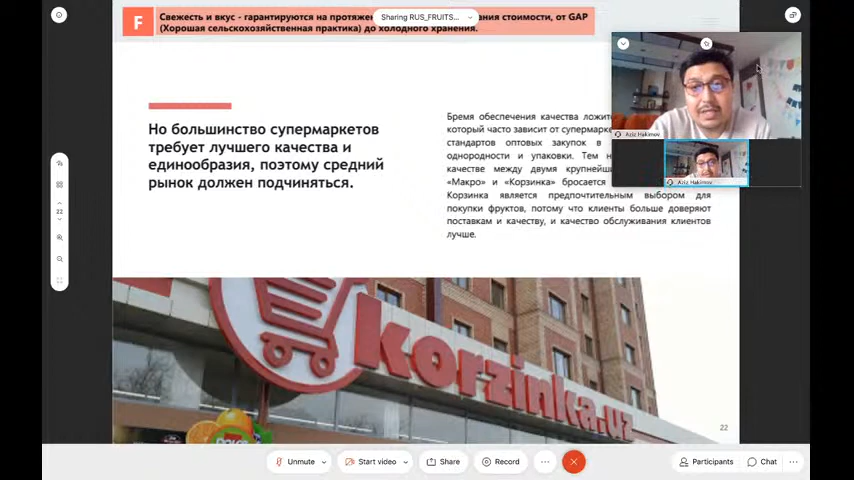 Sharing RUS_FRUITS...
F
Свежесть и вкус - гарантируются на протяже
ания стоимости, от GAP
(Хорошая сельскохозяйственная практика) до холодного хранения.
Но большинство супермаркетов
требует лучшего качества и
единообразия, поэтому средний
рынок должен подчиняться.
Бремя обеспечения качества ложитс
который часто зависит от супермарке
стандартов оптовых закупок в
однородности и упаковки. Тем н
качестве между двумя крупнейши
«Макро» и «Корзинка» бросается
Корзинка является предпочтительным выбором для
покупки фруктов, потому что клиенты больше доверяют
поставкам и качеству, и качество обслуживания клиентов
лучше.
Aziz Hakimov
Aziz Hakimov
22
korzinka.uz
22
Unmute
Start video
Share
Record
Participants
Chat